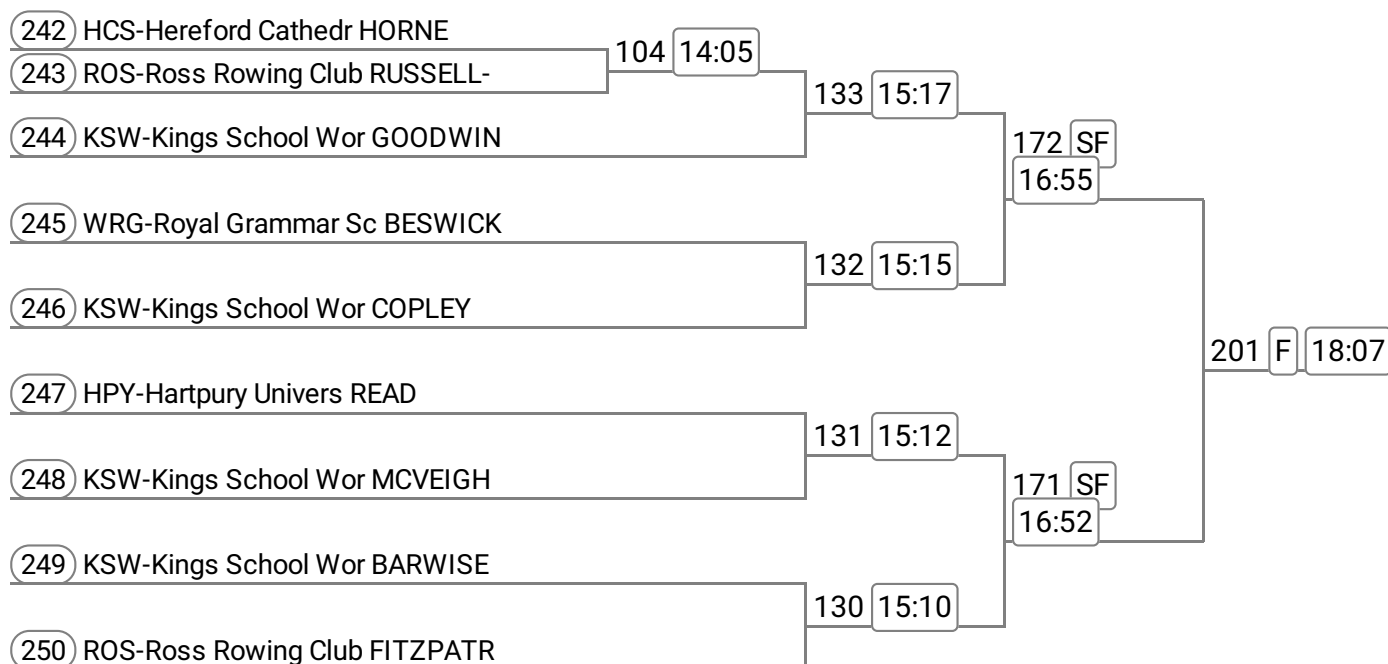 242 HCS-Hereford Cathedr HORNE
104 14:05
243 ROS-Ross Rowing Club RUSSELL-
133 15:17
244 KSW-Kings School Wor GOODWIN
172 SF
16:55
245 WRG-Royal Grammar Sc BESWICK
132 15:15
246 KSW-Kings School Wor COPLEY
201 F 18:07
247 HPY-Hartpury Univers READ
131 15:12
248 KSW-Kings School Wor MCVEIGH
171 SF
16:52
249 KSW-Kings School Wor BARWISE
130 15:10
250 ROS-Ross Rowing Club FITZPATR